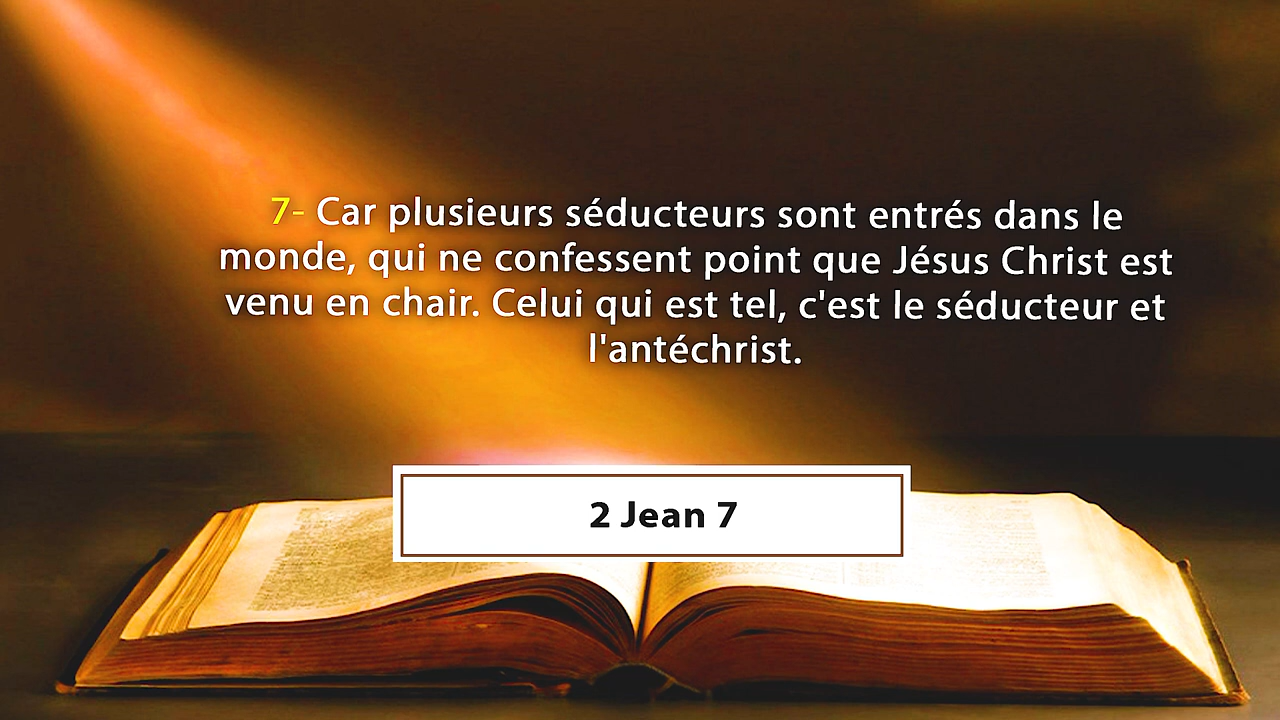 7- Car plusieurs séducteurs sont entrés dans le
monde, qui ne confessent point que Jésus Christ est
venu en chair. Celui qui est tel, c'est le séducteur et
l'antéchrist.
2 Jean 7